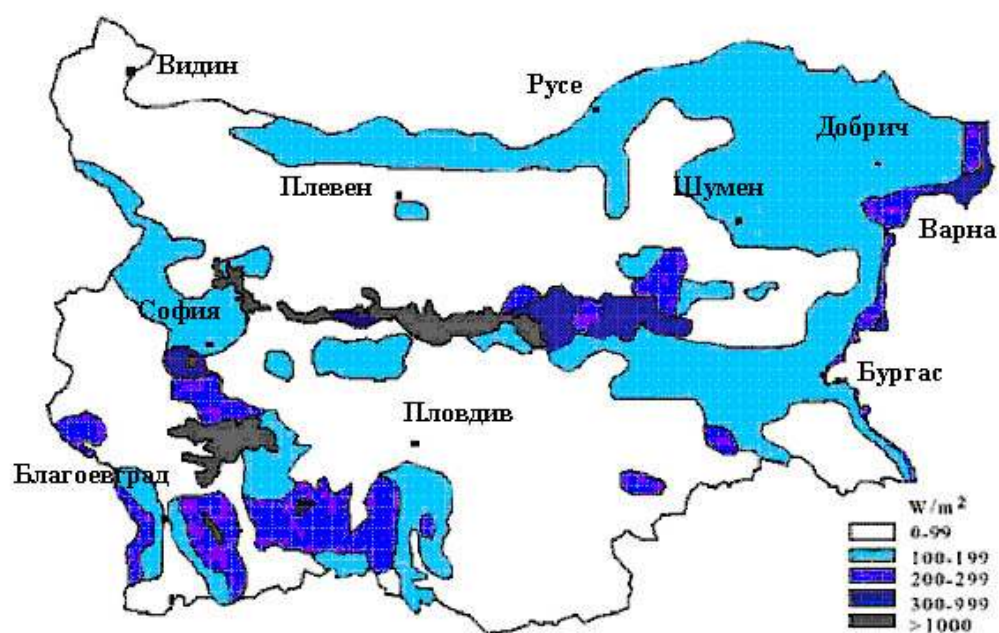 Видин
Русе
Добрич
Плевен
Шумен
Варна
София
Бургас
Пловдив
Благоевград
W/m²
0-99
100-199
200-299
300-999
>1000